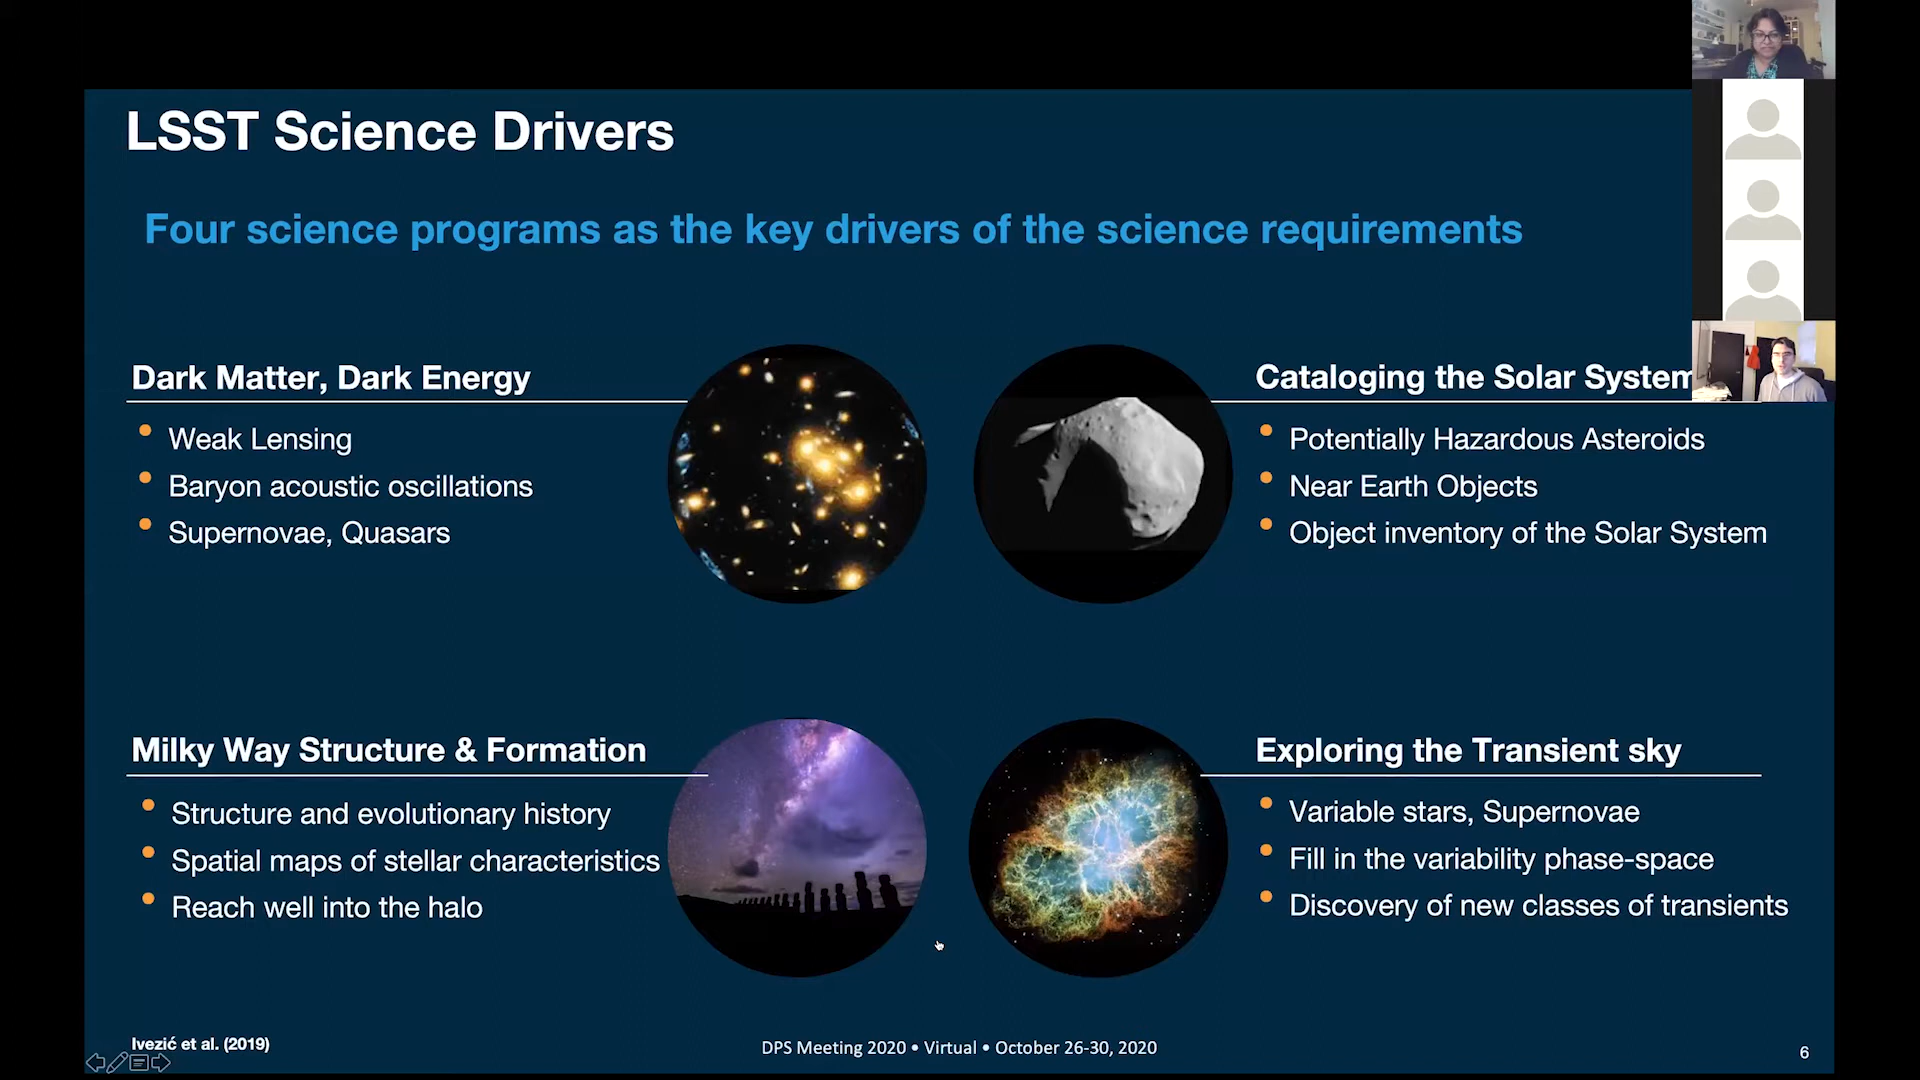 LSST Science Drivers
Four science programs as the key drivers of the science requirements
Dark Matter, Dark Energy
• Weak Lensing
• Baryon acoustic oscillations
• Supernovae, Quasars
Cataloging the Solar System
• Potentially Hazardous Asteroids
• Near Earth Objects
• Object inventory of the Solar System
Milky Way Structure & Formation
• Structure and evolutionary history
• Spatial maps of stellar characteristics
• Reach well into the halo
Exploring the Transient sky
• Variable stars, Supernovae
• Fill in the variability phase-space
• Discovery of new classes of transients
Ivezić et al. (2019)
DPS Meeting 2020 • Virtual • October 26-30, 2020
6